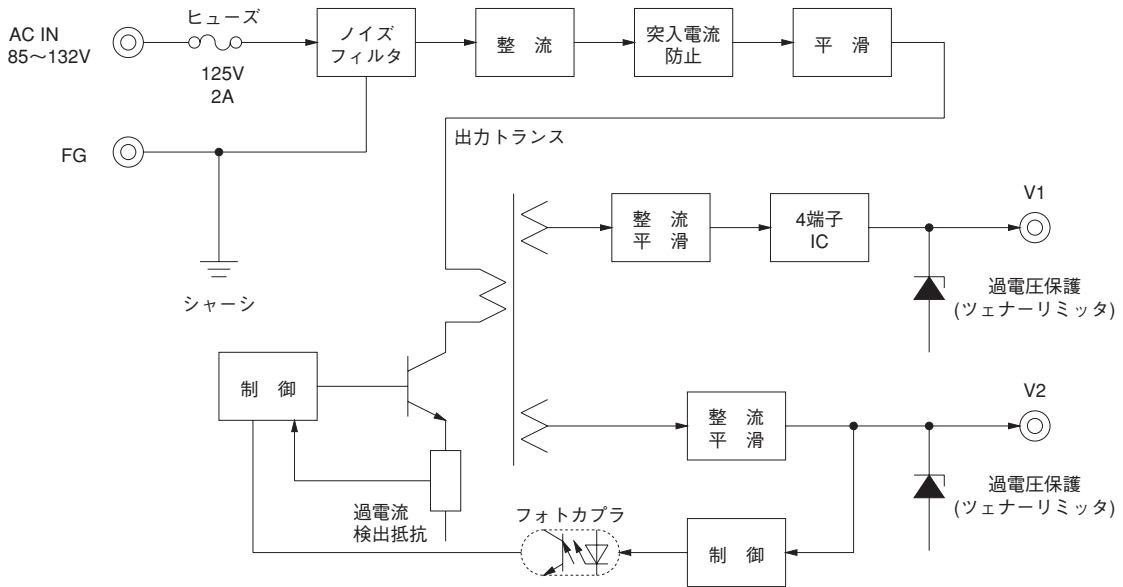 ヒューズ
AC IN
85～132V
125V
2A
ノイズ
フィルタ
整　流
突入電流
防止
平　滑
FG
出力トランス
シャーシ
整　流
平　滑
4端子
IC
V1
過電圧保護
(ツェナーリミッタ)
制　御
整　流
平　滑
V2
過電圧保護
(ツェナーリミッタ)
過電流
検出抵抗
フォトカプラ
制　御